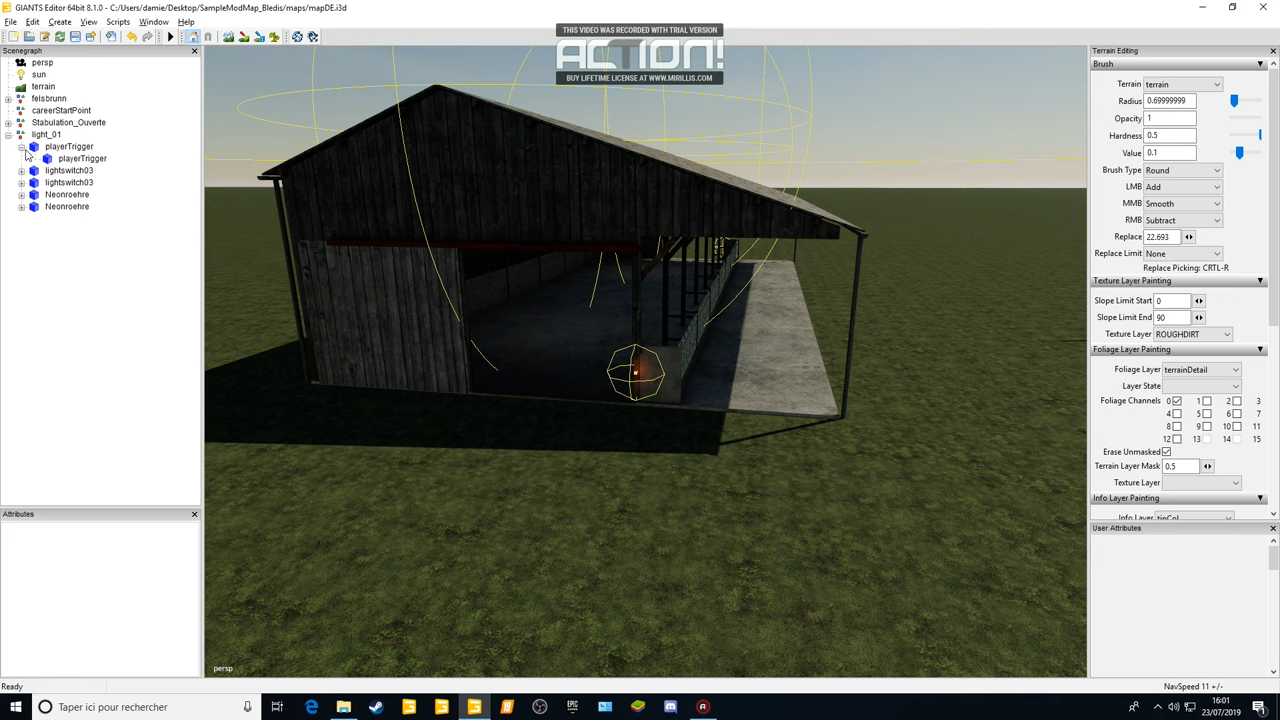 GIANTS Editor 64bit 8.1.0 - C:/Users/damie/Desktop/SampleModMap_Bledis/maps/mapDE.i3d
File Edit Create View Scripts Window Help
THIS VIDEO WAS RECORDED WITH TRIAL VERSION
ACTION!
BUY LIFETIME LICENSE AT WWW.MIRILLIS.COM
Scenegraph
persp
sun
terrain
felsbrunn
careerStartPoint
Stabulation_Ouverte
light_01
playerTrigger
playerTrigger
lightswitch03
lightswitch03
Neonroehre
Neonroehre
Attributes
persp
Terrain Editing
Brush
Terrain terrain
Radius 0.69999999
Opacity 1
Hardness 0.5
Value 0.1
Brush Type Round
LMB Add
MMB Smooth
RMB Subtract
Replace 22.693
Replace Limit None
Replace Picking: CRTL-R
Texture Layer Painting
Slope Limit Start 0
Slope Limit End 90
Texture Layer ROUGHDIRT
Foliage Layer Painting
Foliage Layer terrainDetail
Layer State
Foliage Channels 0 1 2 3
4 5 6 7
8 9 10 11
12 13 14 15
Erase Unmasked
Terrain Layer Mask 0.5
Texture Layer
Info Layer Painting
Info Layer tipCol
User Attributes
Ready
NavSpeed 11 +/-
Taper ici pour rechercher
EPIC
16:01
23/07/2019